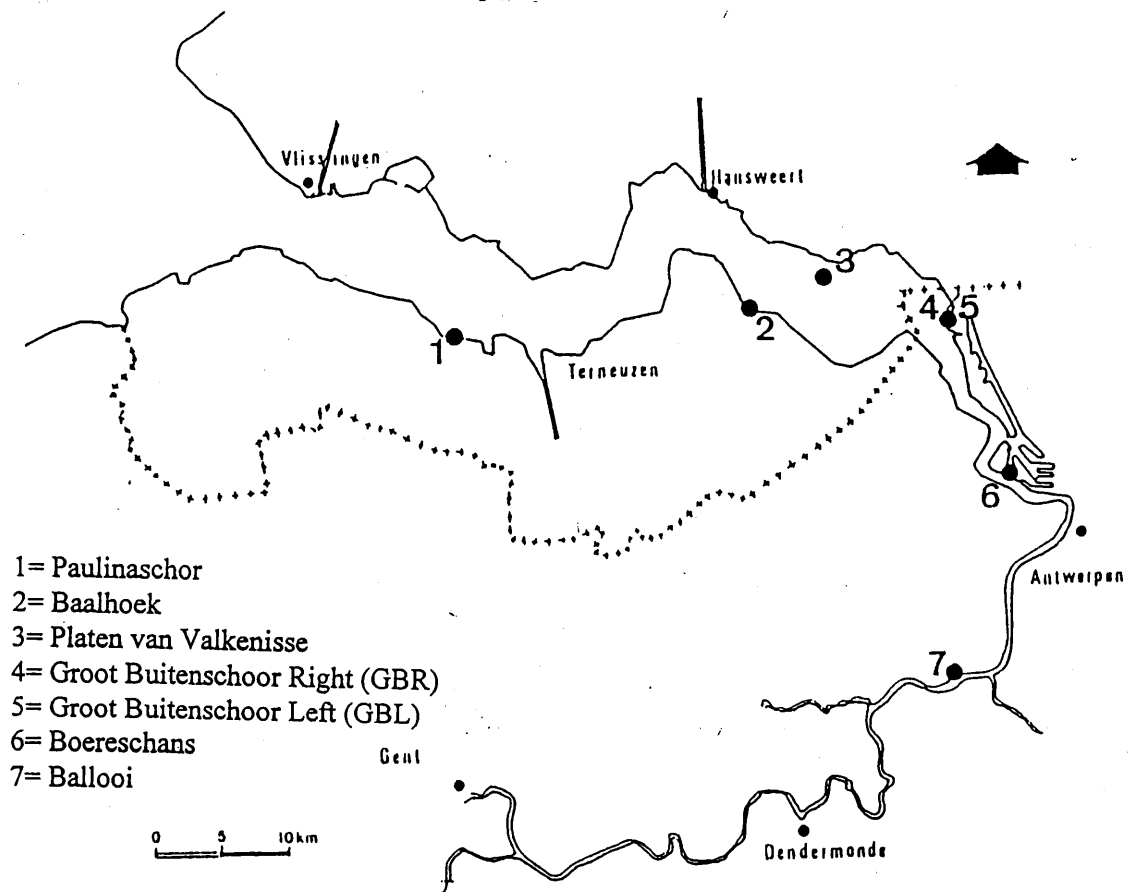 Vlissingen
Hansweert
3
4 5
2
1
Terneuzen
6
Antwerpen
1= Paulinaschor
2= Baalhoek
3= Platen van Valkenisse
4= Groot Buitenschoor Right (GBR)
5= Groot Buitenschoor Left (GBL)
6= Boereschans
7= Ballooi
7
Gent
0 5 10 km
Dendermonde